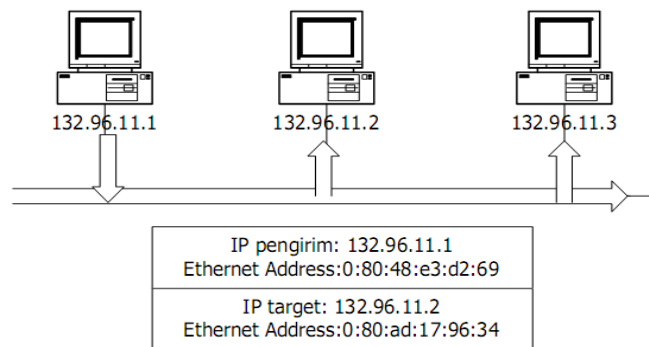 132.96.11.1
132.96.11.2
132.96.11.3
IP pengirim: 132.96.11.1
Ethernet Address:0:80:48:e3:d2:69
IP target: 132.96.11.2
Ethernet Address:0:80:ad:17:96:34